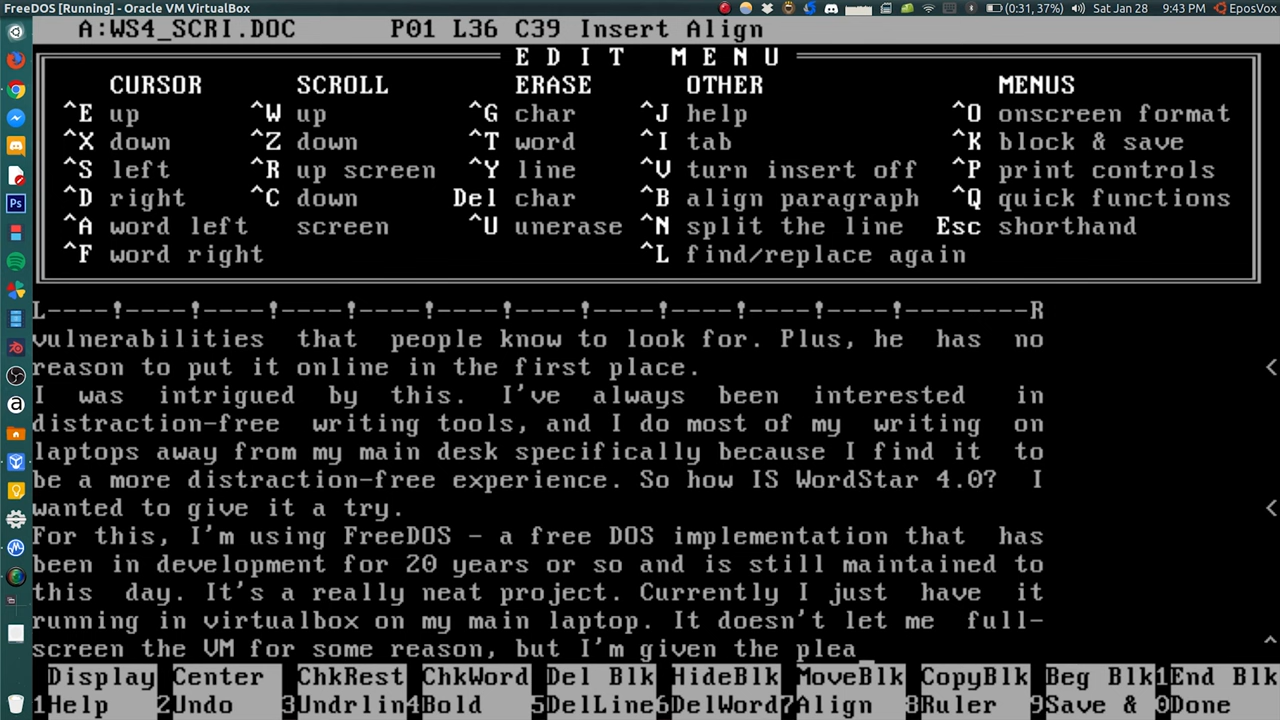 FreeDOS [Running] - Oracle VM VirtualBox
(0:31, 37%) Sat Jan 28 9:43 PM EposVox
A:WS4_SCRI.DOC P01 L36 C39 Insert Align
E D I T M E N U
CURSOR SCROLL ERASE OTHER MENUS
^E up ^W up ^G char ^J help ^O onscreen format
^X down ^Z down ^T word ^I tab ^K block & save
^S left ^R up screen ^Y line ^V turn insert off ^P print controls
^D right ^C down Del char ^B align paragraph ^Q quick functions
^A word left screen ^U unerase ^N split the line Esc shorthand
^F word right ^L find/replace again
L----!----!----!----!----!----!----!----!----!----!----!--------R
vulnerabilities that people know to look for. Plus, he has no
reason to put it online in the first place. <
I was intrigued by this. I've always been interested in
distraction-free writing tools, and I do most of my writing on
laptops away from my main desk specifically because I find it to
be a more distraction-free experience. So how IS WordStar 4.0? I
wanted to give it a try. <
For this, I'm using FreeDOS - a free DOS implementation that has
been in development for 20 years or so and is still maintained to
this day. It's a really neat project. Currently I just have it
running in virtualbox on my main laptop. It doesn't let me full-
screen the VM for some reason, but I'm given the plea_ ^
Display Center ChkRest ChkWord Del Blk HideBlk MoveBlk CopyBlk Beg Blk 1End Blk
1Help 2Undo 3Undrlin 4Bold 5DelLine 6DelWord 7Align 8Ruler 9Save & 0Done